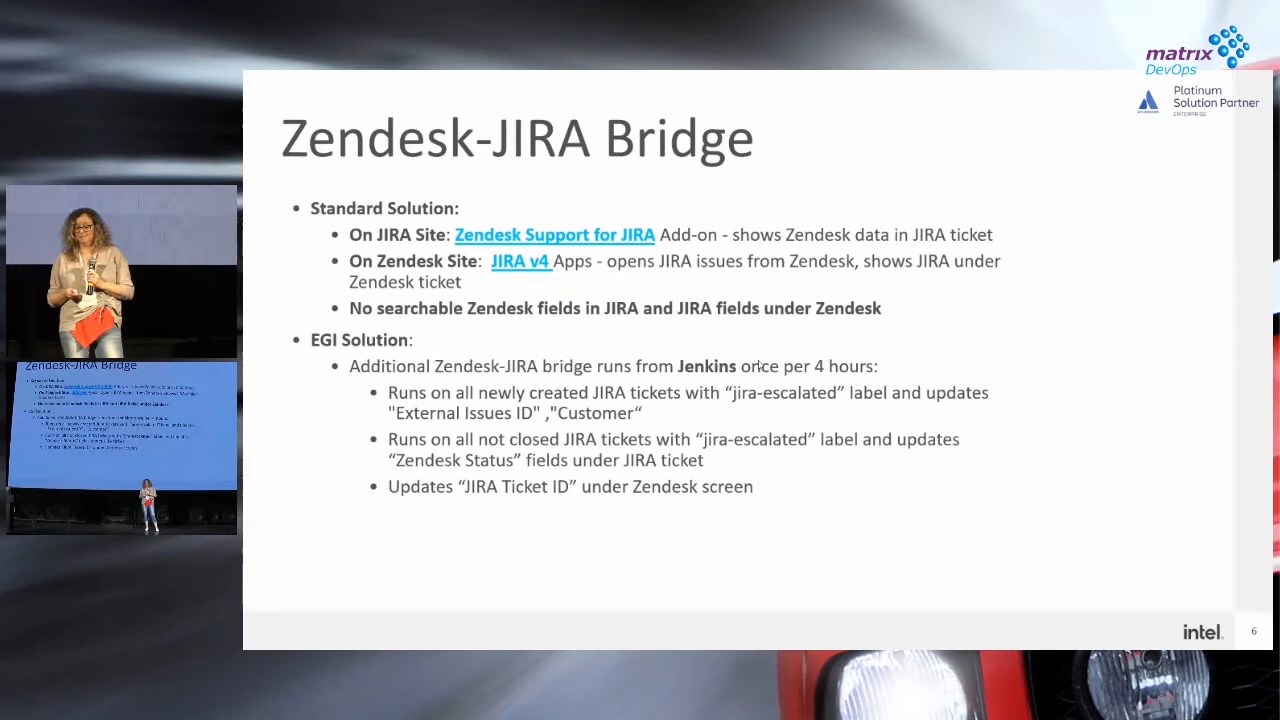 matrix
DevOps
Platinum
Solution Partner
ENTERPRISE
ATLASSIAN
Zendesk-JIRA Bridge
• Standard Solution:
• On JIRA Site: Zendesk Support for JIRA Add-on - shows Zendesk data in JIRA ticket
• On Zendesk Site: JIRA v4 Apps - opens JIRA issues from Zendesk, shows JIRA under
Zendesk ticket
• No searchable Zendesk fields in JIRA and JIRA fields under Zendesk
• EGI Solution:
• Additional Zendesk-JIRA bridge runs from Jenkins once per 4 hours:
• Runs on all newly created JIRA tickets with “jira-escalated” label and updates
"External Issues ID" ,"Customer“
• Runs on all not closed JIRA tickets with “jira-escalated” label and updates
“Zendesk Status” fields under JIRA ticket
• Updates “JIRA Ticket ID” under Zendesk screen
intel.
6
Zendesk-JIRA Bridge